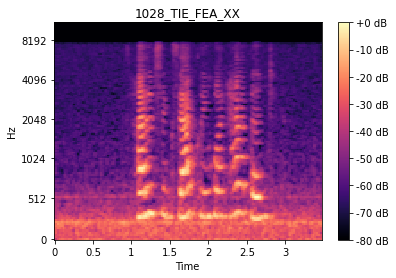 1028_TIE_FEA_XX
+0 dB
8192
-10 dB
4096
-20 dB
-30 dB
2048
-40 dB
Hz
1024
-50 dB
512
-60 dB
-70 dB
0
-80 dB
0 0.5 1 1.5 2 2.5 3
Time